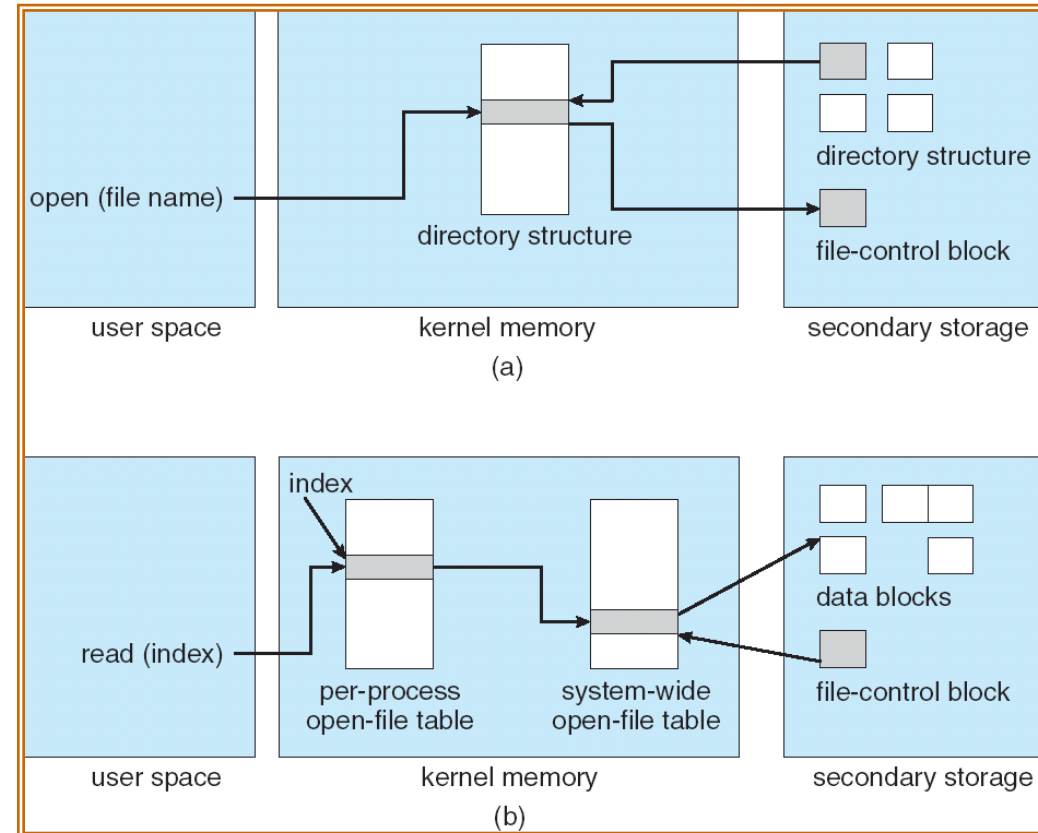 open (file name)
directory structure
directory structure
file-control block
user space
kernel memory
secondary storage
(a)
index
read (index)
per-process
open-file table
system-wide
open-file table
data blocks
file-control block
user space
kernel memory
secondary storage
(b)